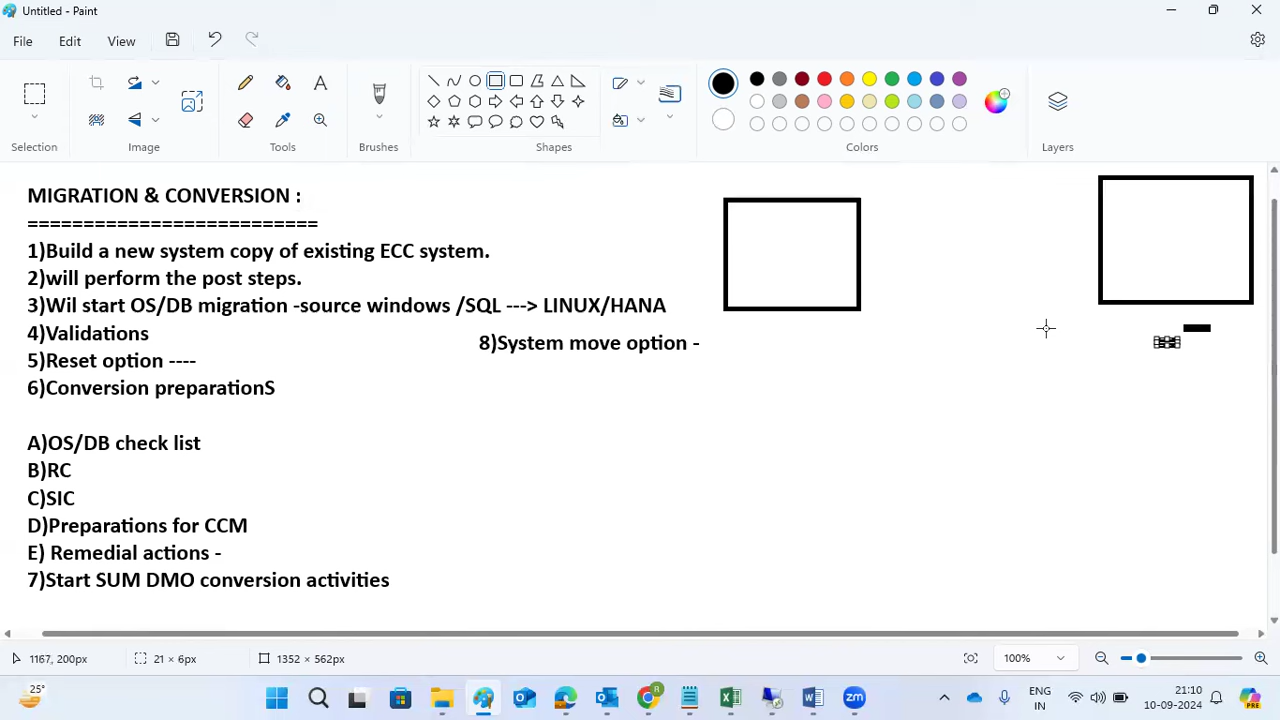 Untitled - Paint
File Edit View
Selection
Image
Tools
Brushes
Shapes
Colors
Layers
MIGRATION & CONVERSION :
==========================
1)Build a new system copy of existing ECC system.
2)will perform the post steps.
3)Wil start OS/DB migration -source windows /SQL ---> LINUX/HANA
4)Validations
8)System move option -
5)Reset option ----
6)Conversion preparationS
A)OS/DB check list
B)RC
C)SIC
D)Preparations for CCM
E) Remedial actions -
7)Start SUM DMO conversion activities
1167, 200px
21 × 6px
1352 × 562px
100%
25°
ENG
IN
21:10
10-09-2024